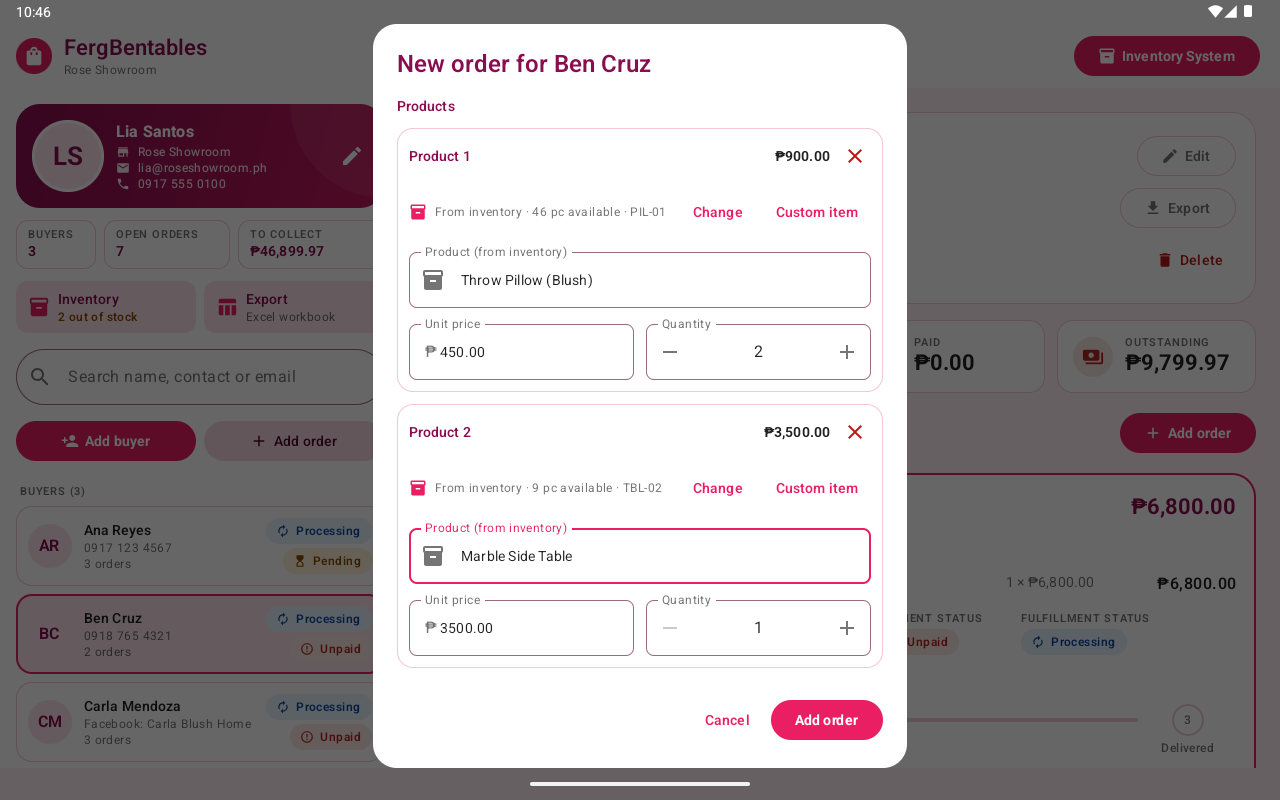 10:46
FergBentables
Rose Showroom
Inventory System
LS
Lia Santos
Rose Showroom
lia@roseshowroom.ph
0917 555 0100
BUYERS
3
OPEN ORDERS
7
TO COLLECT
₱46,899.97
Inventory
2 out of stock
Export
Excel workbook
Search name, contact or email
Add buyer
Add order
BUYERS (3)
AR
Ana Reyes
0917 123 4567
3 orders
Processing
Pending
BC
Ben Cruz
0918 765 4321
2 orders
Processing
Unpaid
CM
Carla Mendoza
Facebook: Carla Blush Home
3 orders
Processing
Unpaid
New order for Ben Cruz
Products
Product 1
₱900.00
From inventory · 46 pc available · PIL-01
Change
Custom item
Product (from inventory)
Throw Pillow (Blush)
Unit price
₱ 450.00
Quantity
2
Product 2
₱3,500.00
From inventory · 9 pc available · TBL-02
Change
Custom item
Product (from inventory)
Marble Side Table
Unit price
₱ 3500.00
Quantity
1
Cancel
Add order
Edit
Export
Delete
PAID
₱0.00
OUTSTANDING
₱9,799.97
Add order
₱6,800.00
1 × ₱6,800.00
₱6,800.00
ENT STATUS
Unpaid
FULFILLMENT STATUS
Processing
3
Delivered